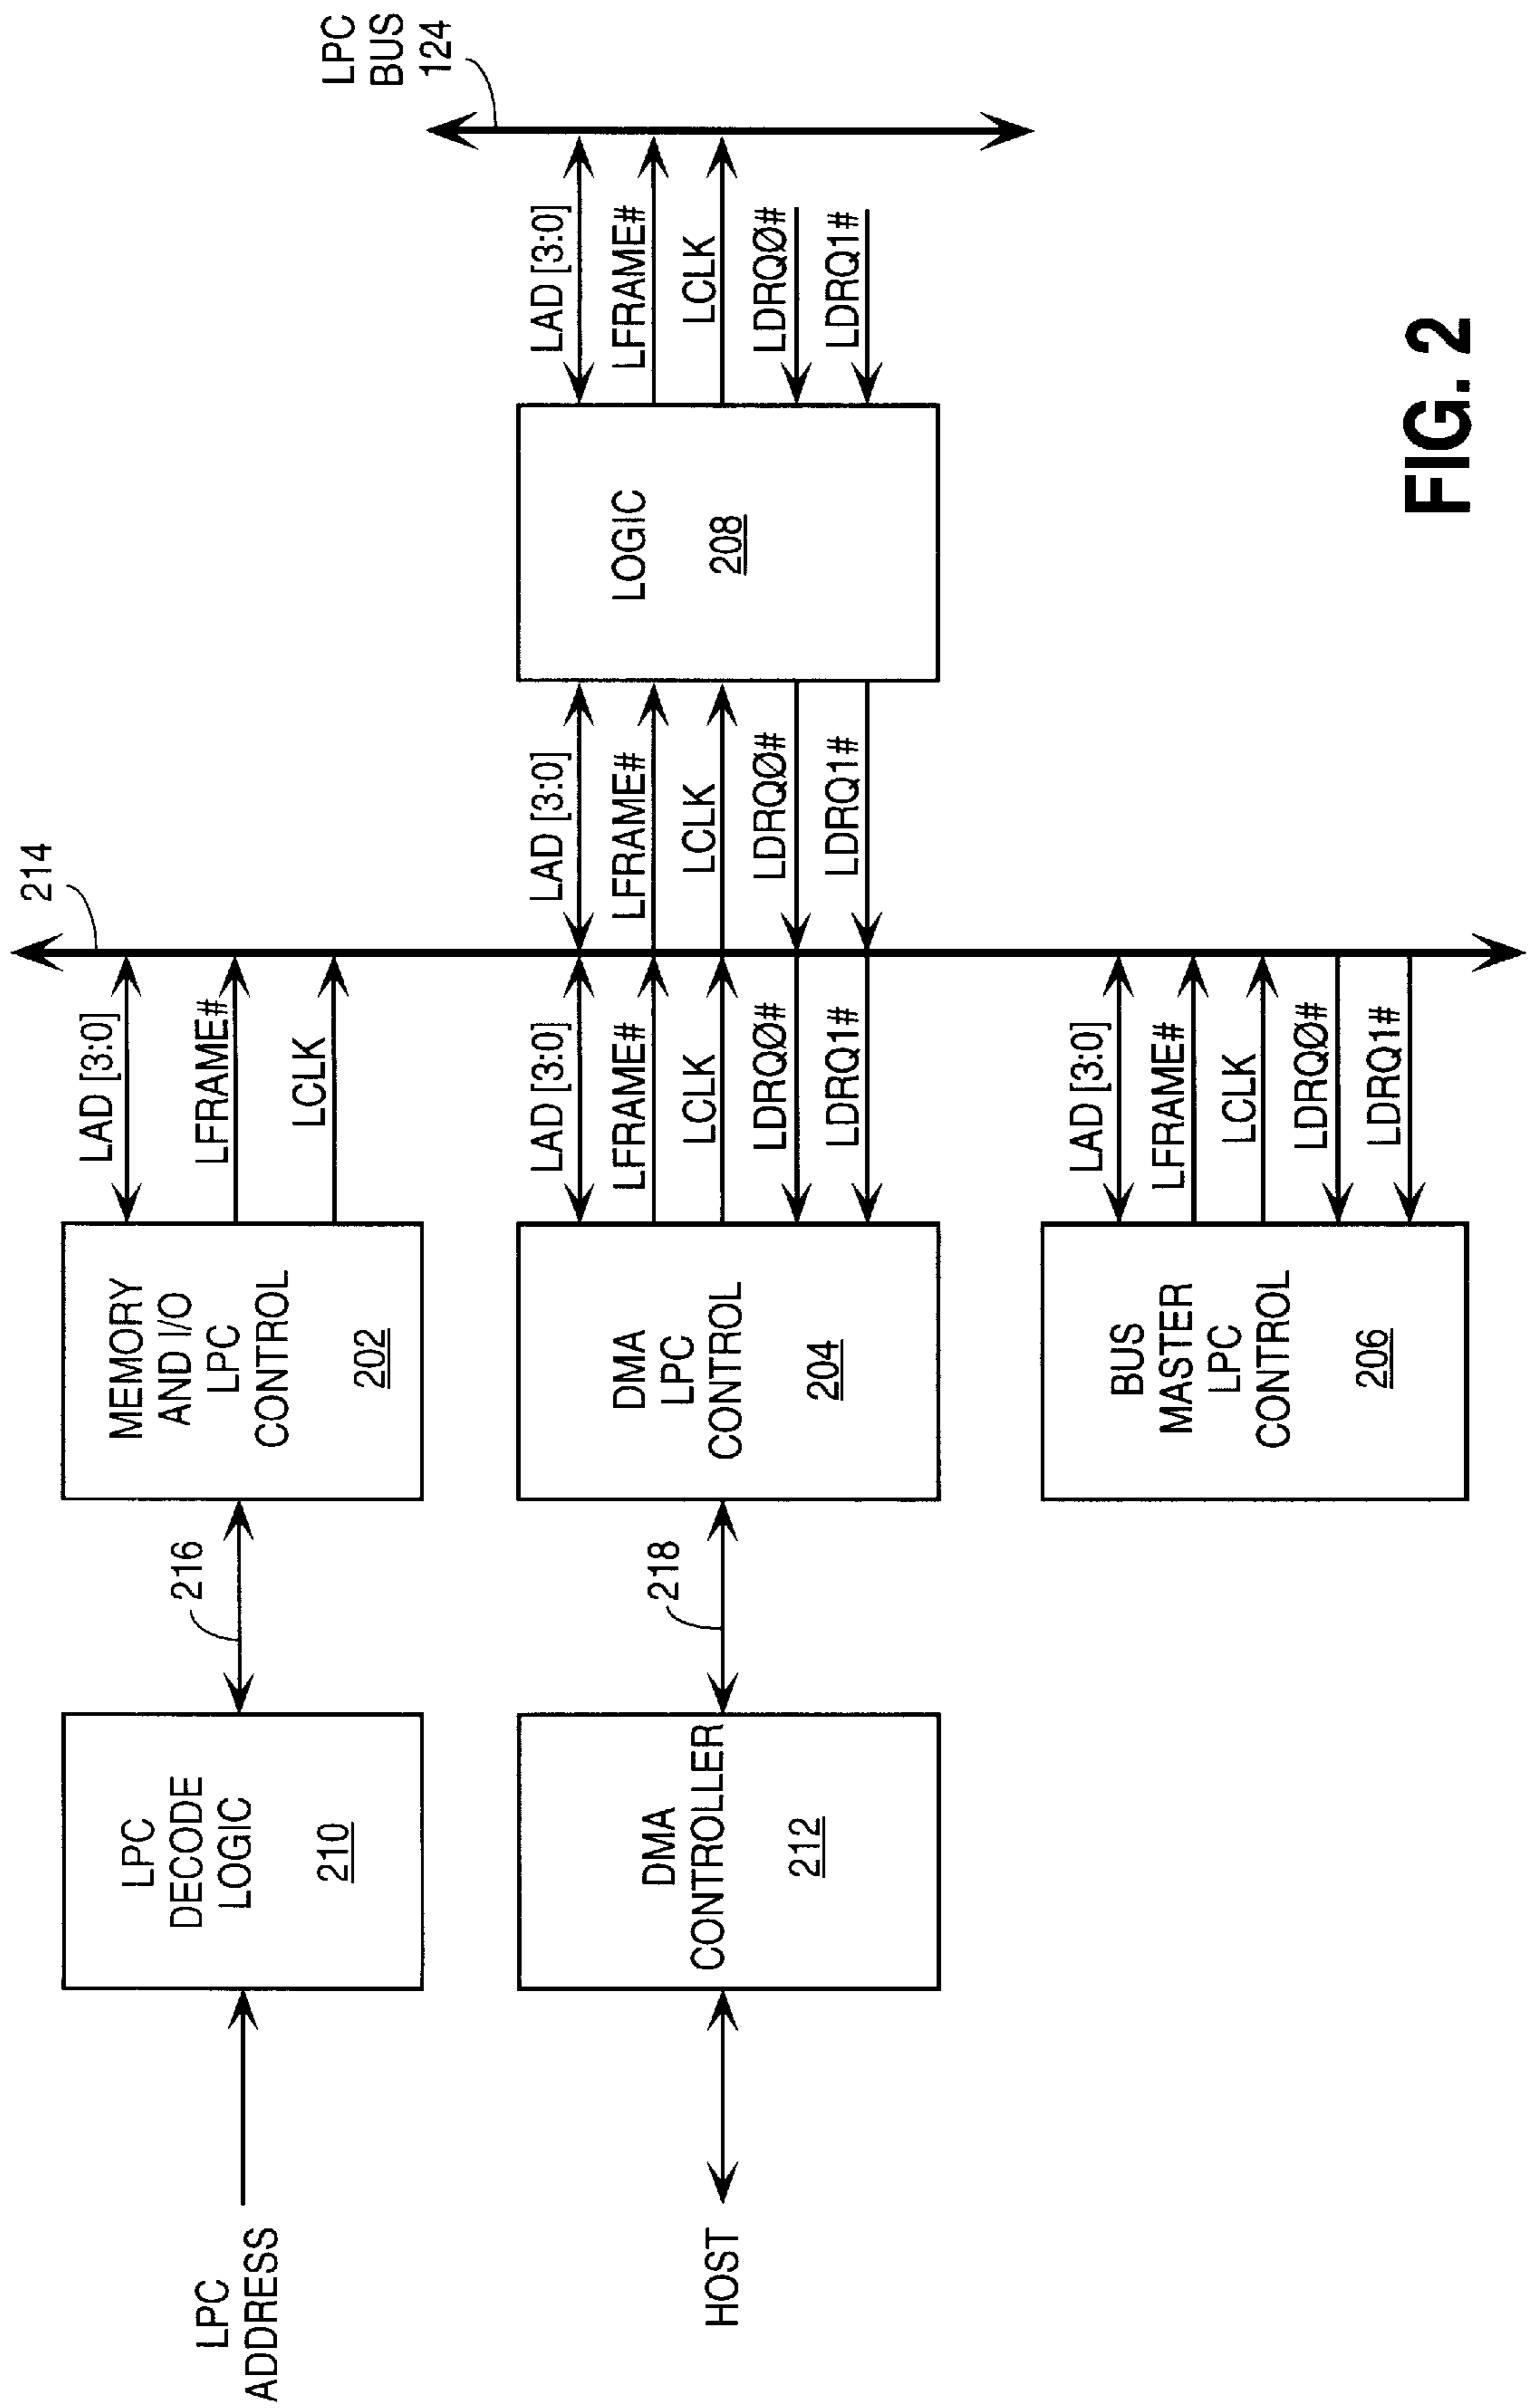 LPC
ADDRESS
LPC
DECODE
LOGIC
210
216
MEMORY
AND I/O
LPC
CONTROL
202
LAD [3:0]
LFRAME#
LCLK
214
HOST
DMA
CONTROLLER
212
218
DMA
LPC
CONTROL
204
LAD [3:0]
LFRAME#
LCLK
LDRQØ#
LDRQ1#
LAD [3:0]
LFRAME#
LCLK
LDRQØ#
LDRQ1#
LOGIC
208
LAD [3:0]
LFRAME#
LCLK
LDRQØ#
LDRQ1#
LPC
BUS
124
BUS
MASTER
LPC
CONTROL
206
LAD [3:0]
LFRAME#
LCLK
LDRQØ#
LDRQ1#
FIG. 2